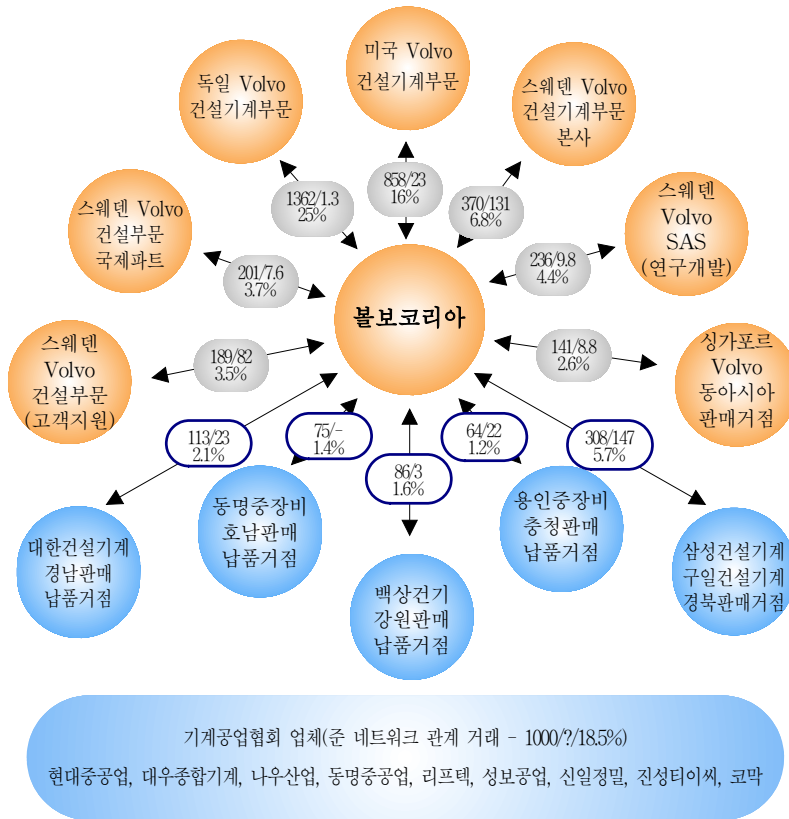 미국 Volvo
건설기계부문
독일 Volvo
건설기계부문
스웨덴 Volvo
건설기계부문
본사
스웨덴 Volvo
건설부문
국제파트
스웨덴
Volvo
SAS
(연구개발)
스웨덴
Volvo
건설부문
(고객지원)
싱가포르
Volvo
동아시아
판매거점
볼보코리아
1362/1.3
25%
858/23
16%
370/131
6.8%
201/7.6
3.7%
236/9.8
4.4%
189/82
3.5%
141/8.8
2.6%
113/23
2.1%
75/-
1.4%
86/3
1.6%
64/22
1.2%
308/147
5.7%
대한건설기계
경남판매
납품거점
동명중장비
호남판매
납품거점
백상건기
강원판매
납품거점
용인중장비
충청판매
납품거점
삼성건설기계
구일건설기계
경북판매거점
기계공업협회 업체(준 네트워크 관계 거래 - 1000/?/18.5%)
현대중공업, 대우종합기계, 나우산업, 동명중공업, 리프텍, 성보공업, 신일정밀, 진성티이씨, 코막